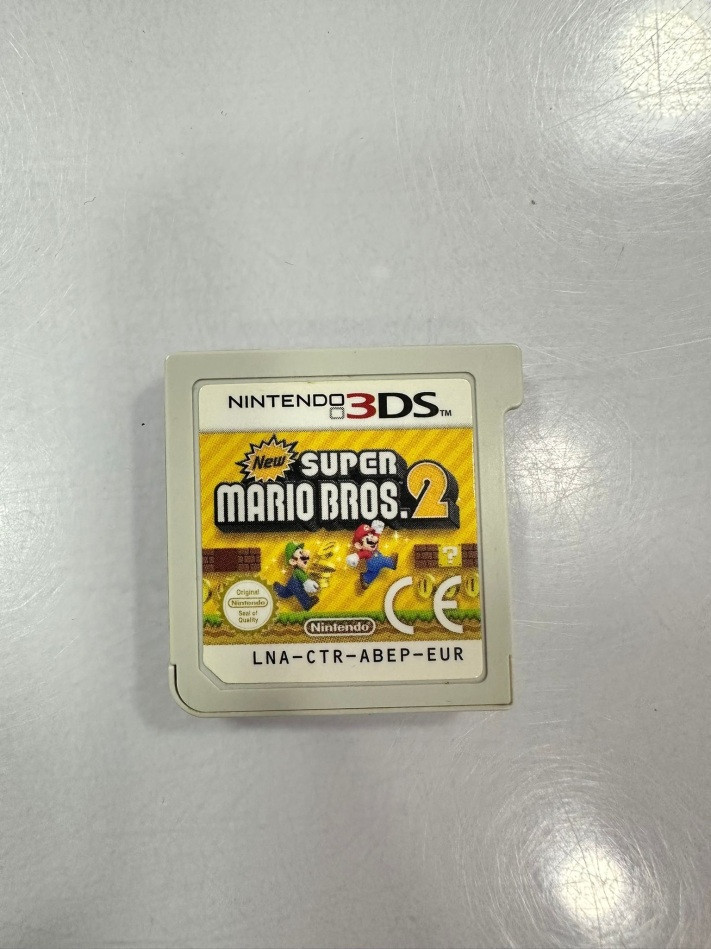 NINTENDO 3DS™
New SUPER
MARIO BROS. 2
?
Original
Nintendo
Seal of
Quality
Nintendo
CE
LNA-CTR-ABEP-EUR